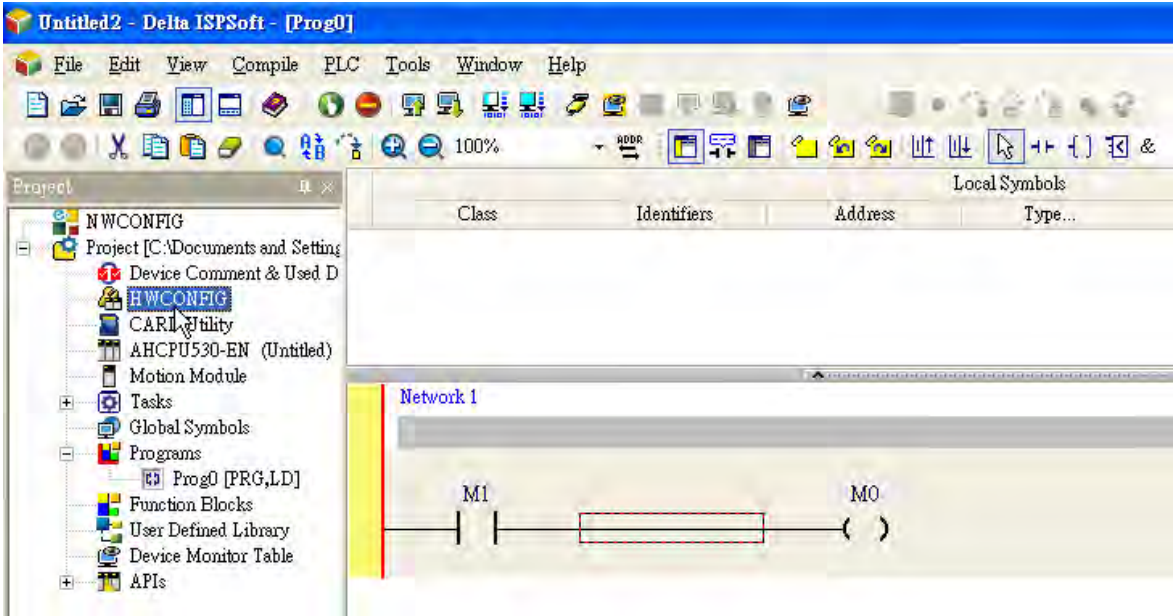 Untitled2 - Delta ISPSoft - [Prog0]
File Edit View Compile PLC Tools Window Help
100% ADDR &
Project
Local Symbols
Class Identifiers Address Type...
NWCONFIG
Project [C:\Documents and Setting
Device Comment & Used D
HWCONFIG
CARD Utility
AHCPU530-EN (Untitled)
Motion Module
Tasks
Global Symbols
Programs
Prog0 [PRG,LD]
Function Blocks
User Defined Library
Device Monitor Table
APIs
Network 1
M1 M0